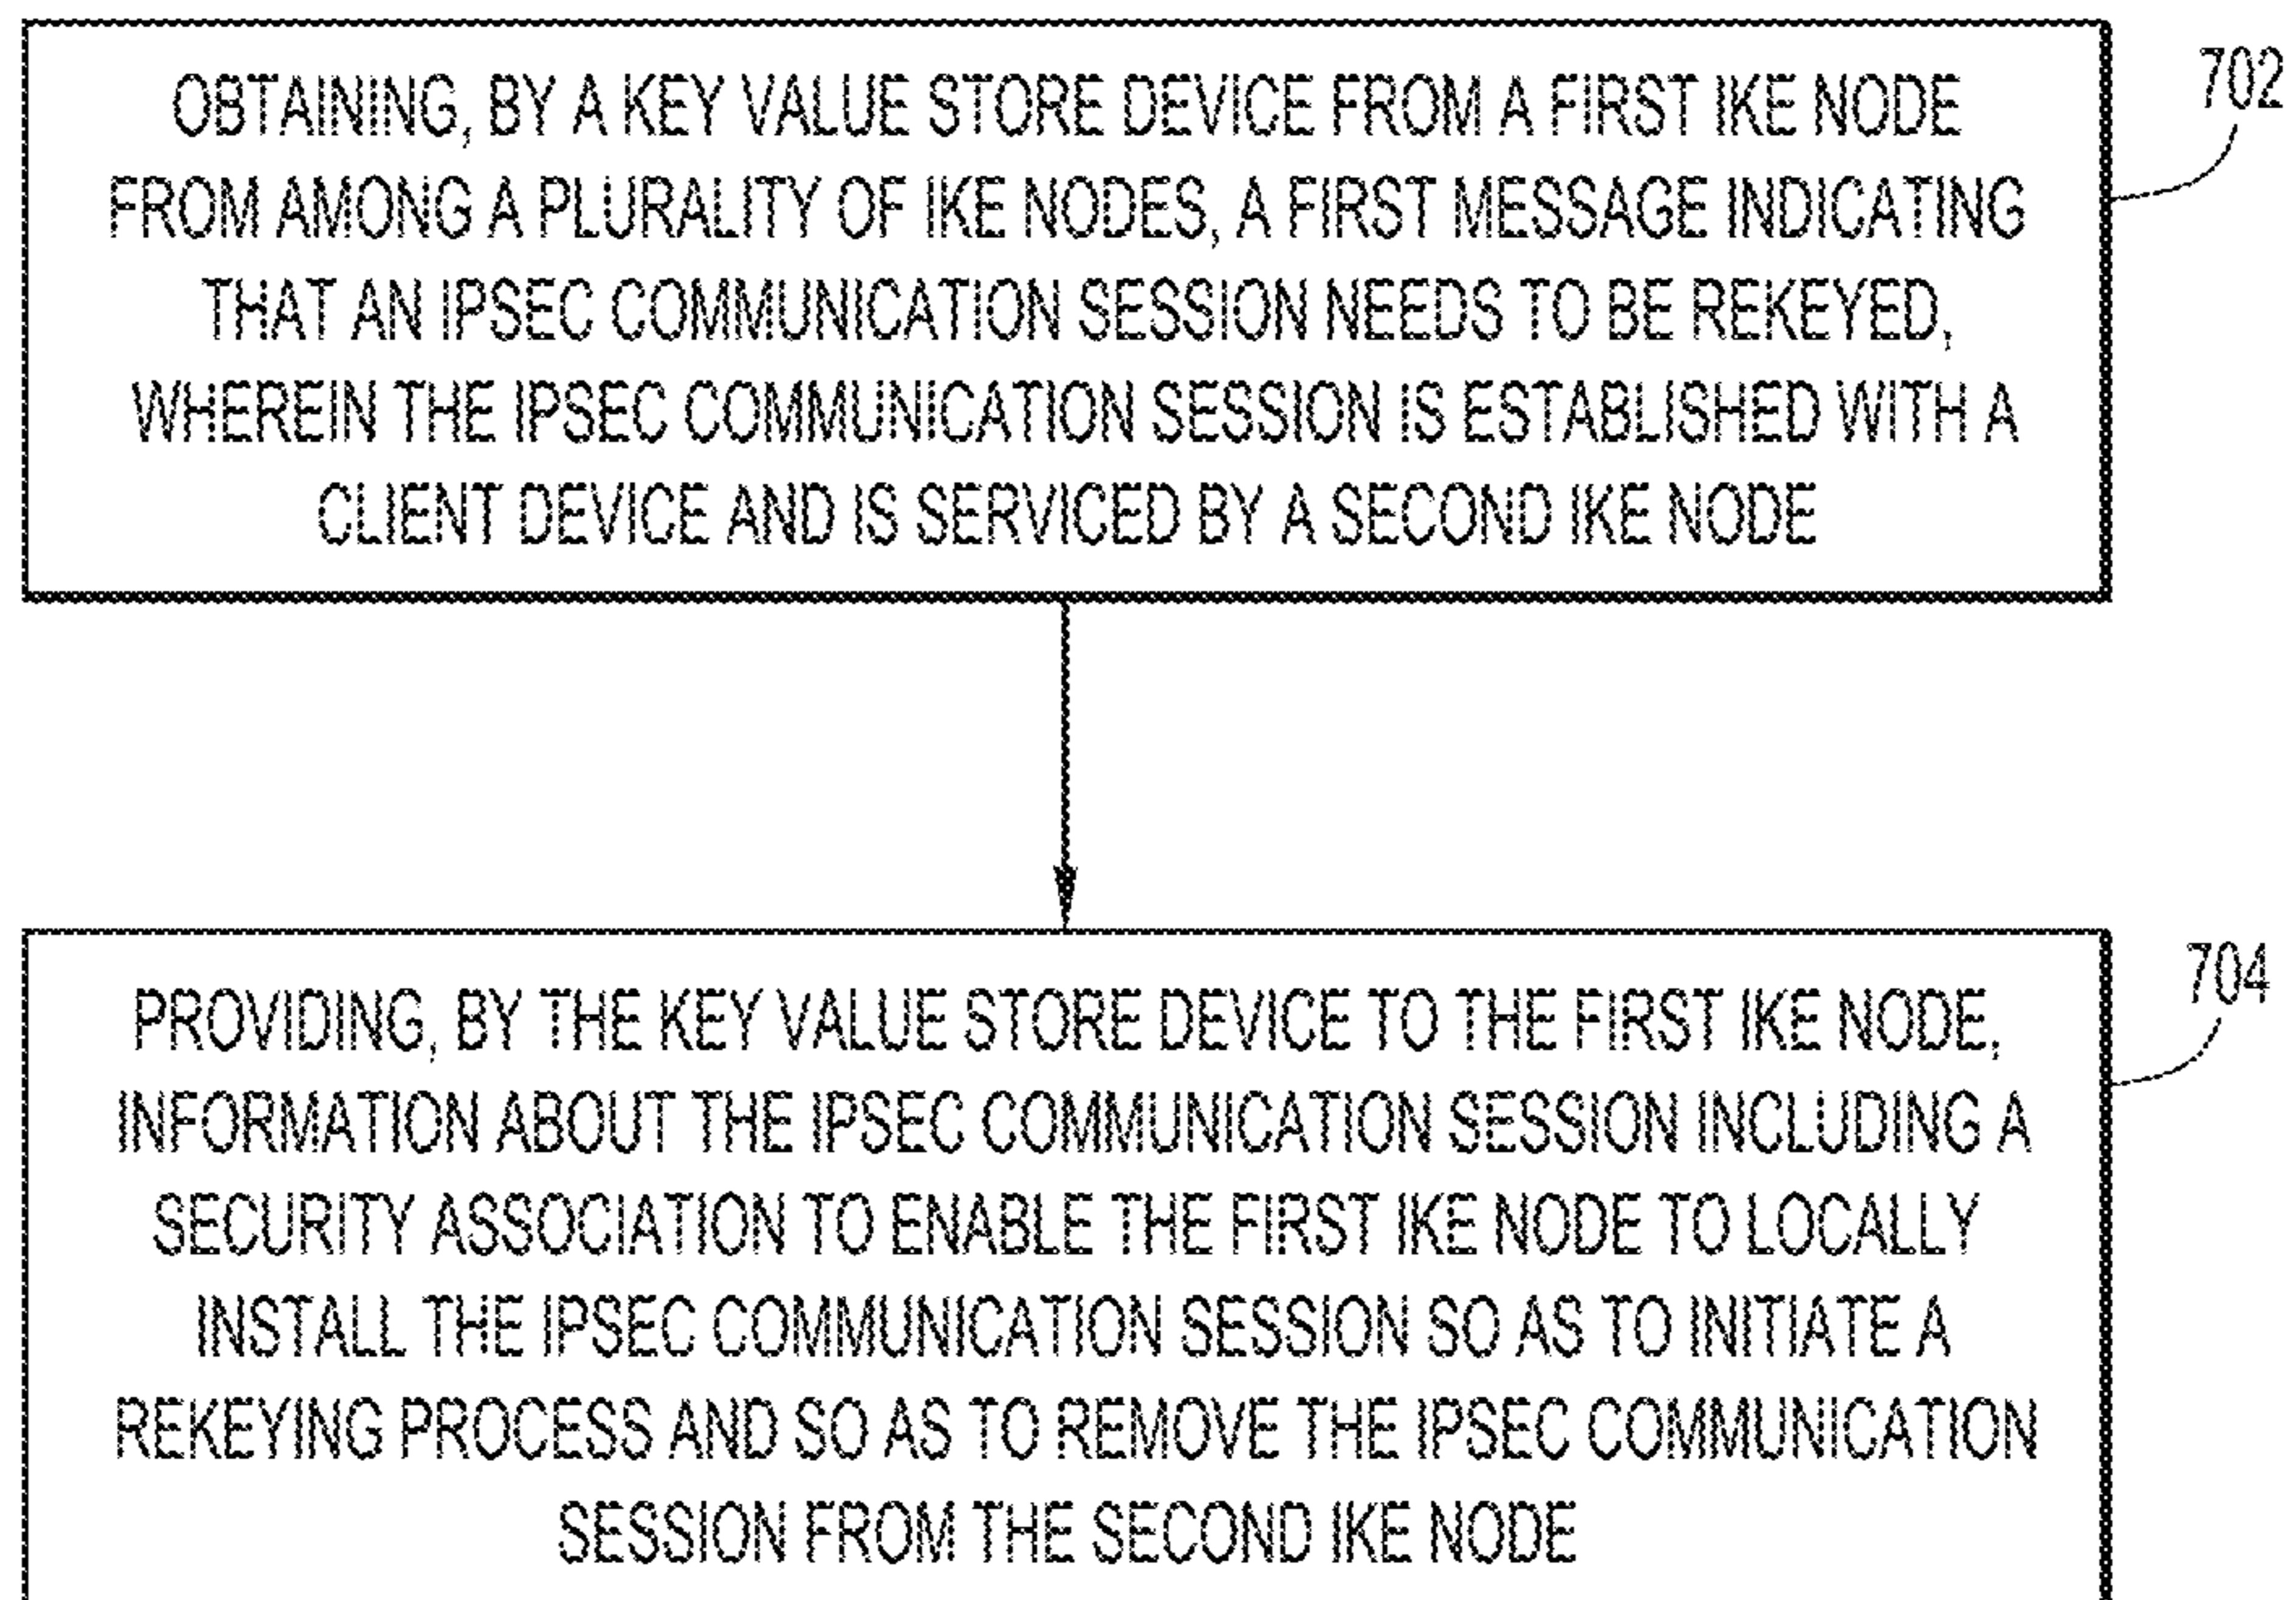 OBTAINING, BY A KEY VALUE STORE DEVICE FROM A FIRST IKE NODE
FROM AMONG A PLURALITY OF IKE NODES, A FIRST MESSAGE INDICATING
THAT AN IPSEC COMMUNICATION SESSION NEEDS TO BE REKEYED,
WHEREIN THE IPSEC COMMUNICATION SESSION IS ESTABLISHED WITH A
CLIENT DEVICE AND IS SERVICED BY A SECOND IKE NODE
702
PROVIDING, BY THE KEY VALUE STORE DEVICE TO THE FIRST IKE NODE,
INFORMATION ABOUT THE IPSEC COMMUNICATION SESSION INCLUDING A
SECURITY ASSOCIATION TO ENABLE THE FIRST IKE NODE TO LOCALLY
INSTALL THE IPSEC COMMUNICATION SESSION SO AS TO INITIATE A
REKEYING PROCESS AND SO AS TO REMOVE THE IPSEC COMMUNICATION
SESSION FROM THE SECOND IKE NODE
704